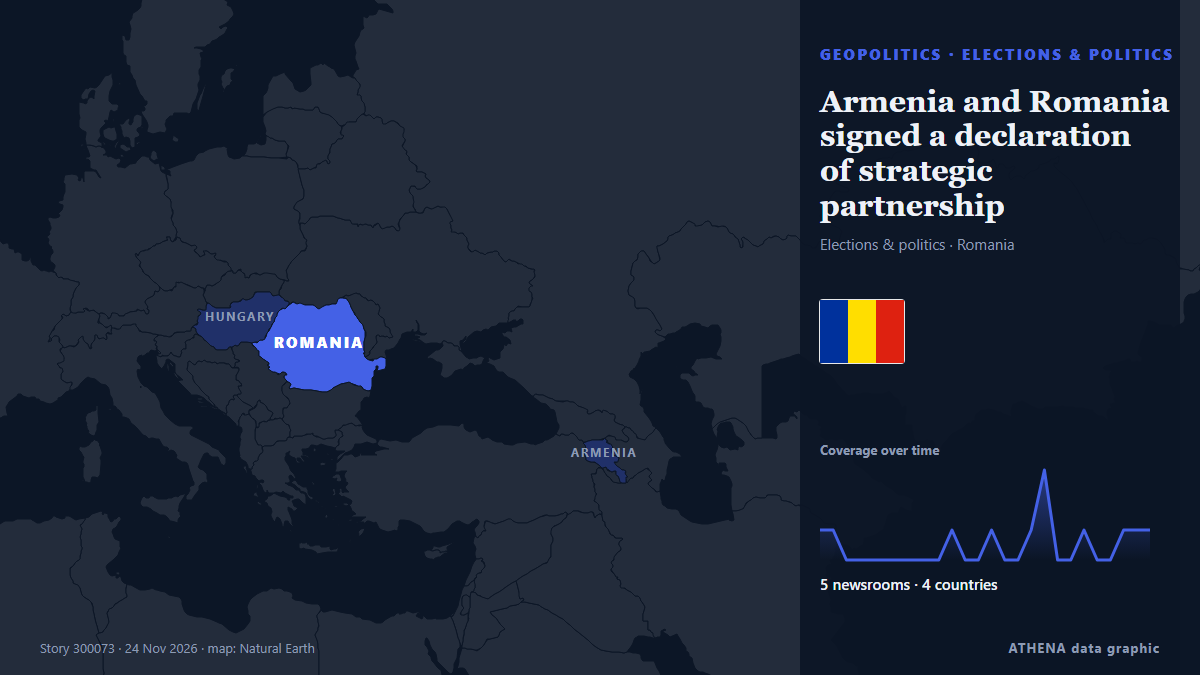 GEOPOLITICS · ELECTIONS & POLITICS
Armenia and Romania
signed a declaration
of strategic
partnership
Elections & politics · Romania
HUNGARY
ROMANIA
ARMENIA
Coverage over time
5 newsrooms · 4 countries
Story 300073 · 24 Nov 2026 · map: Natural Earth
ATHENA data graphic